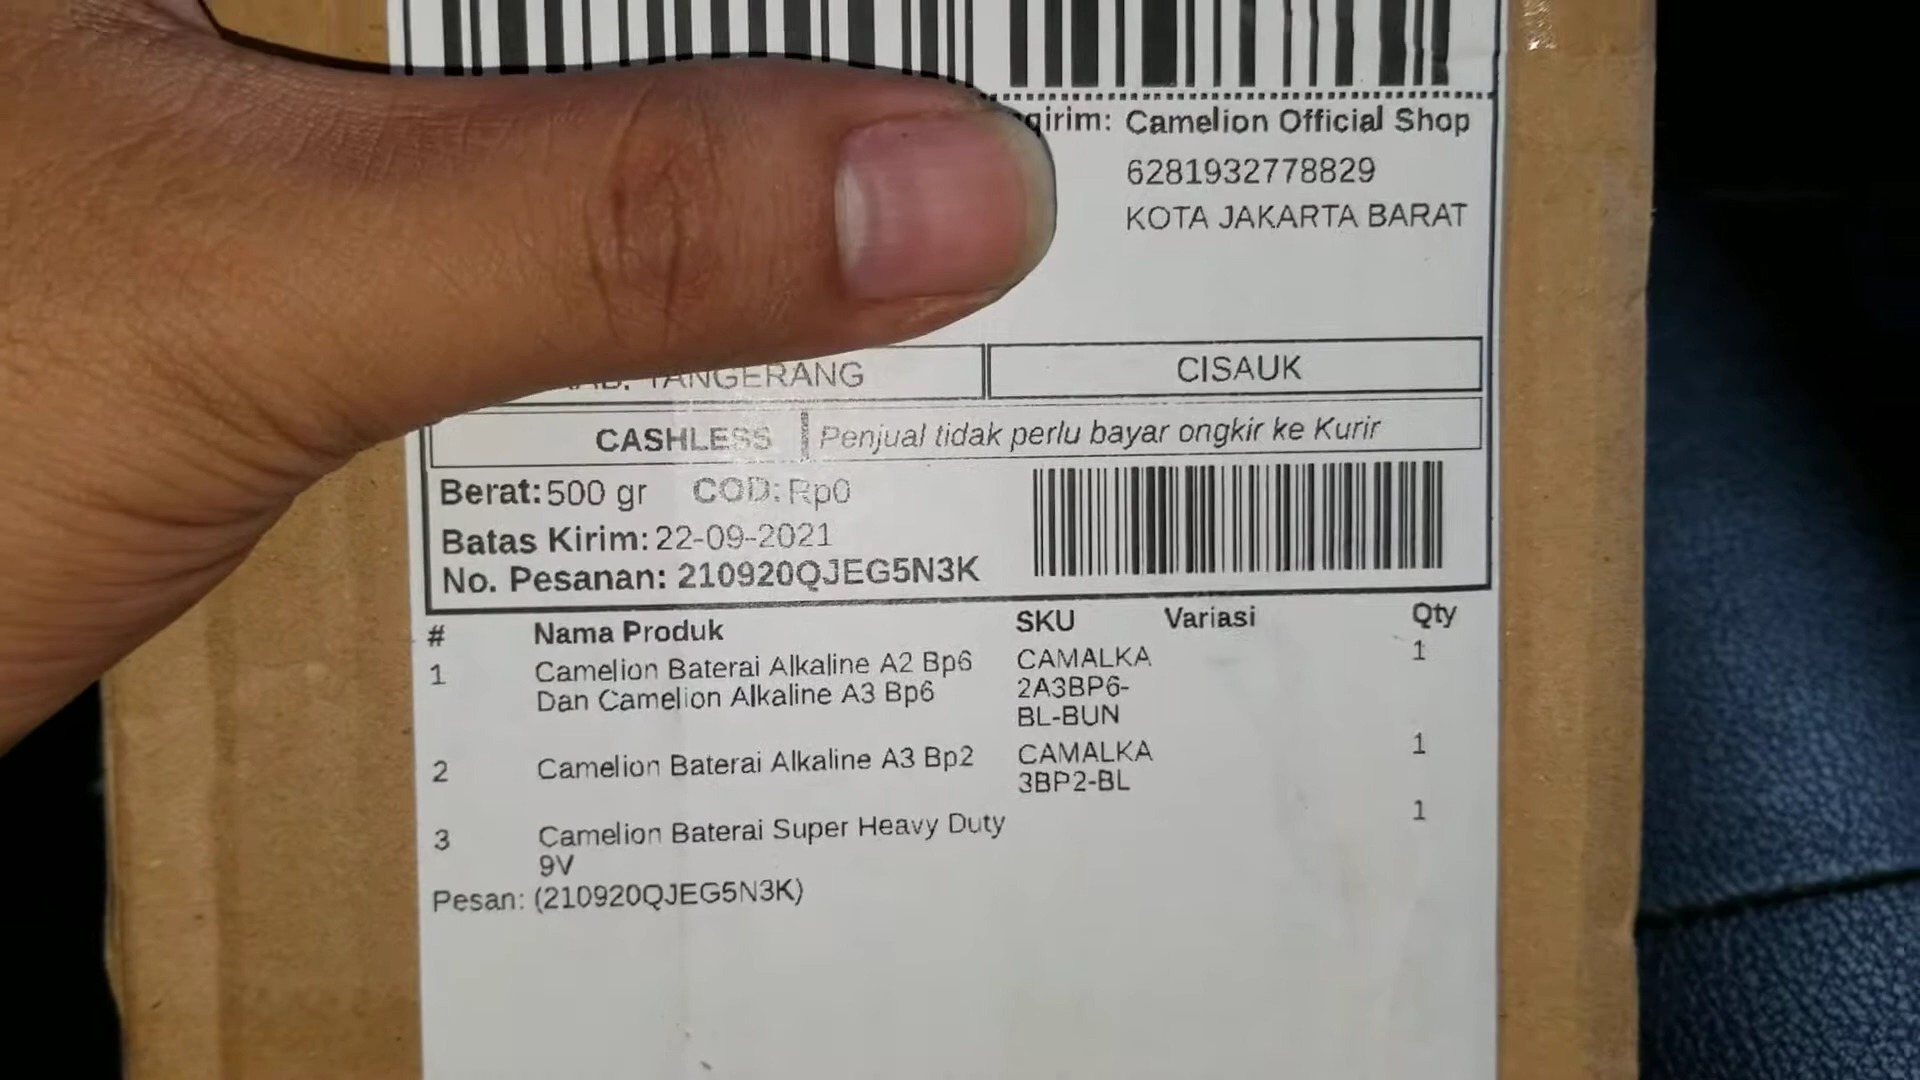 Camelion Official Shop
6281932778829
KOTA JAKARTA BARAT
TANGERANG
CISAUK
CASHLESS Penjual tidak perlu bayar ongkir ke Kurir
Berat: 500 gr COD: Rp0
Batas Kirim: 22-09-2021
No. Pesanan: 210920QJEG5N3K
# Nama Produk SKU Variasi Qty
1 Camelion Baterai Alkaline A2 Bp6 CAMALKA 1
Dan Camelion Alkaline A3 Bp6 2A3BP6-
BL-BUN
2 Camelion Baterai Alkaline A3 Bp2 CAMALKA 1
3BP2-BL
3 Camelion Baterai Super Heavy Duty 1
9V
Pesan: (210920QJEG5N3K)